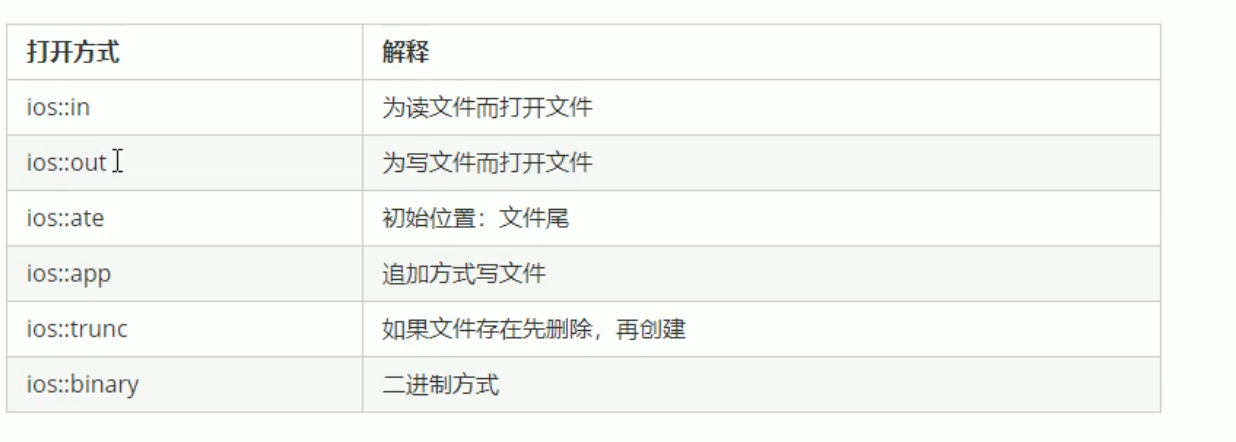 打开方式 解释
ios::in 为读文件而打开文件
ios::out 为写文件而打开文件
ios::ate 初始位置：文件尾
ios::app 追加方式写文件
ios::trunc 如果文件存在先删除，再创建
ios::binary 二进制方式